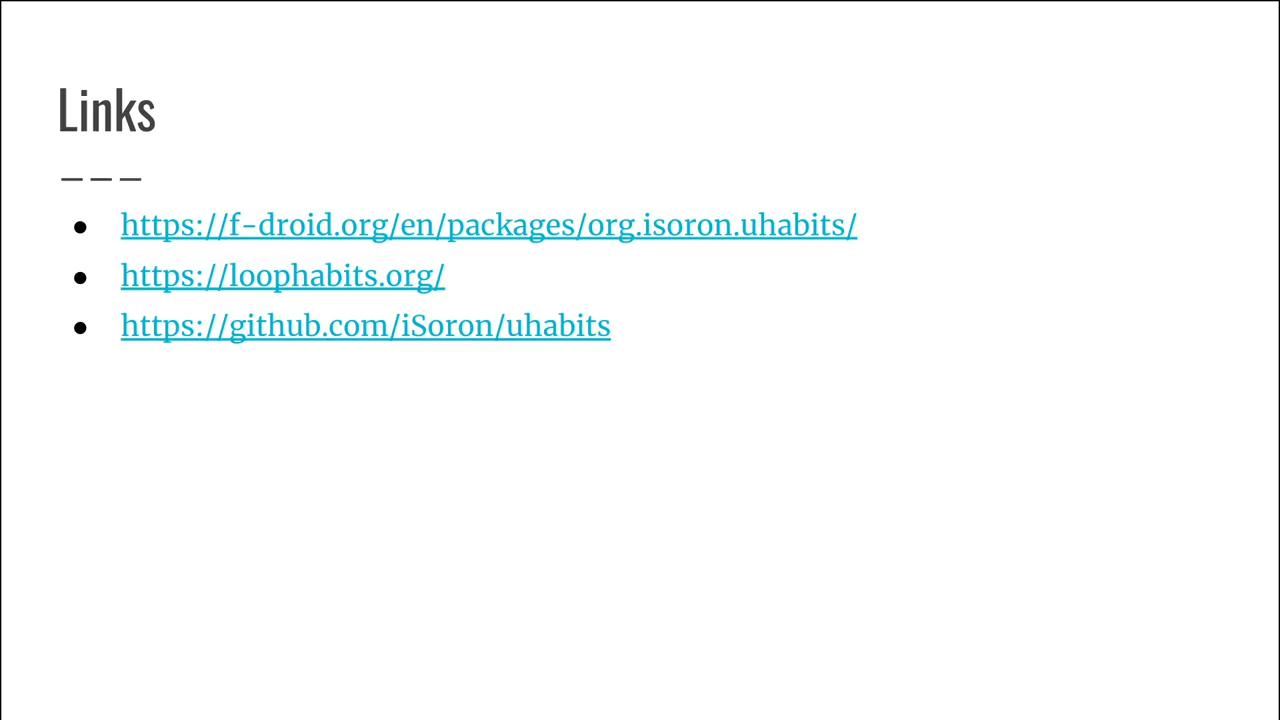 Links
– – –
● https://f-droid.org/en/packages/org.isoron.uhabits/
● https://loophabits.org/
● https://github.com/iSoron/uhabits